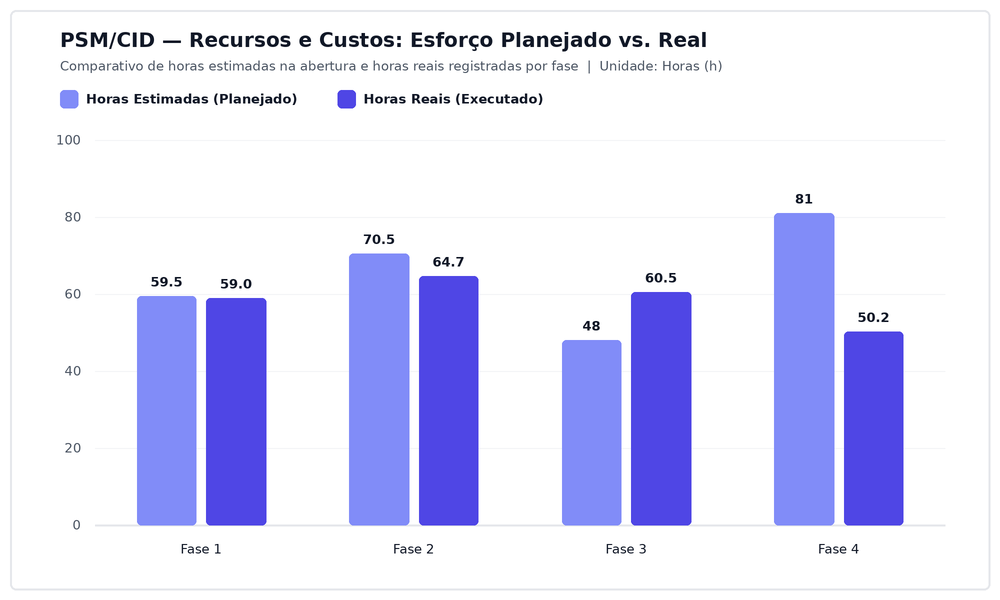 PSM/CID — Recursos e Custos: Esforço Planejado vs. Real
Comparativo de horas estimadas na abertura e horas reais registradas por fase | Unidade: Horas (h)
Horas Estimadas (Planejado) Horas Reais (Executado)
100
80
60
40
20
0
59.5 59.0
70.5 64.7
48 60.5
81 50.2
Fase 1 Fase 2 Fase 3 Fase 4